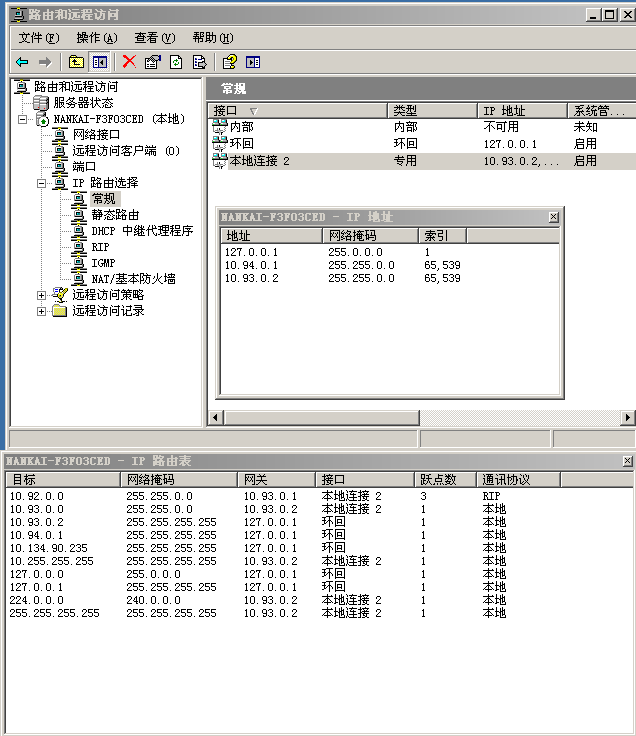 路由和远程访问
文件(F) 操作(A) 查看(V) 帮助(H)
路由和远程访问
服务器状态
NANKAI-F3F03CED (本地)
网络接口
远程访问客户端 (0)
端口
IP 路由选择
常规
静态路由
DHCP 中继代理程序
RIP
IGMP
NAT/基本防火墙
远程访问策略
远程访问记录
常规
接口 类型 IP 地址 系统管...
内部 内部 不可用 未知
环回 环回 127.0.0.1 启用
本地连接 2 专用 10.93.0.2,... 启用
NANKAI-F3F03CED - IP 地址
地址 网络掩码 索引
127.0.0.1 255.0.0.0 1
10.94.0.1 255.255.0.0 65,539
10.93.0.2 255.255.0.0 65,539
NANKAI-F3F03CED - IP 路由表
目标 网络掩码 网关 接口 跃点数 通讯协议
10.92.0.0 255.255.0.0 10.93.0.1 本地连接 2 3 RIP
10.93.0.0 255.255.0.0 10.93.0.2 本地连接 2 1 本地
10.93.0.2 255.255.255.255 127.0.0.1 环回 1 本地
10.94.0.1 255.255.255.255 127.0.0.1 环回 1 本地
10.134.90.235 255.255.255.255 127.0.0.1 环回 1 本地
10.255.255.255 255.255.255.255 10.93.0.2 本地连接 2 1 本地
127.0.0.0 255.0.0.0 127.0.0.1 环回 1 本地
127.0.0.1 255.255.255.255 127.0.0.1 环回 1 本地
224.0.0.0 240.0.0.0 10.93.0.2 本地连接 2 1 本地
255.255.255.255 255.255.255.255 10.93.0.2 本地连接 2 1 本地